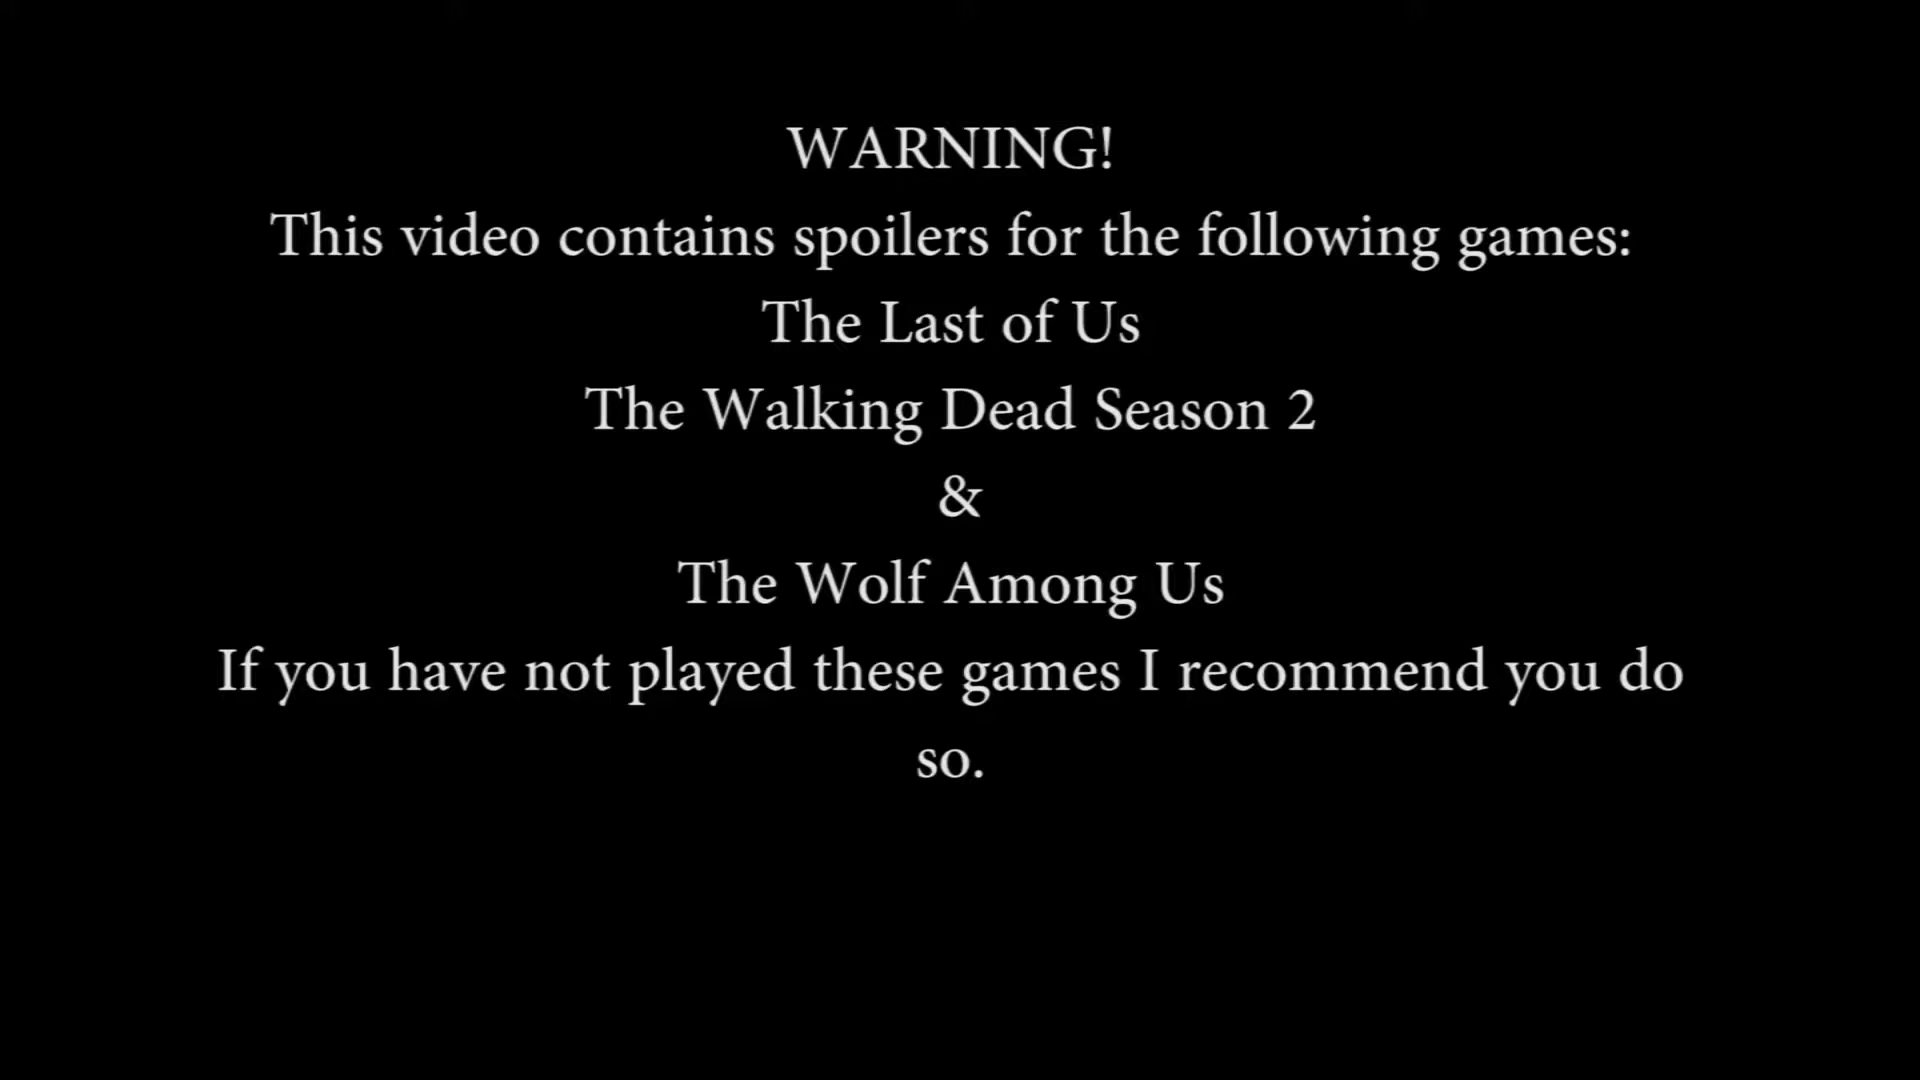 WARNING!
This video contains spoilers for the following games:
The Last of Us
The Walking Dead Season 2
&
The Wolf Among Us
If you have not played these games I recommend you do
so.